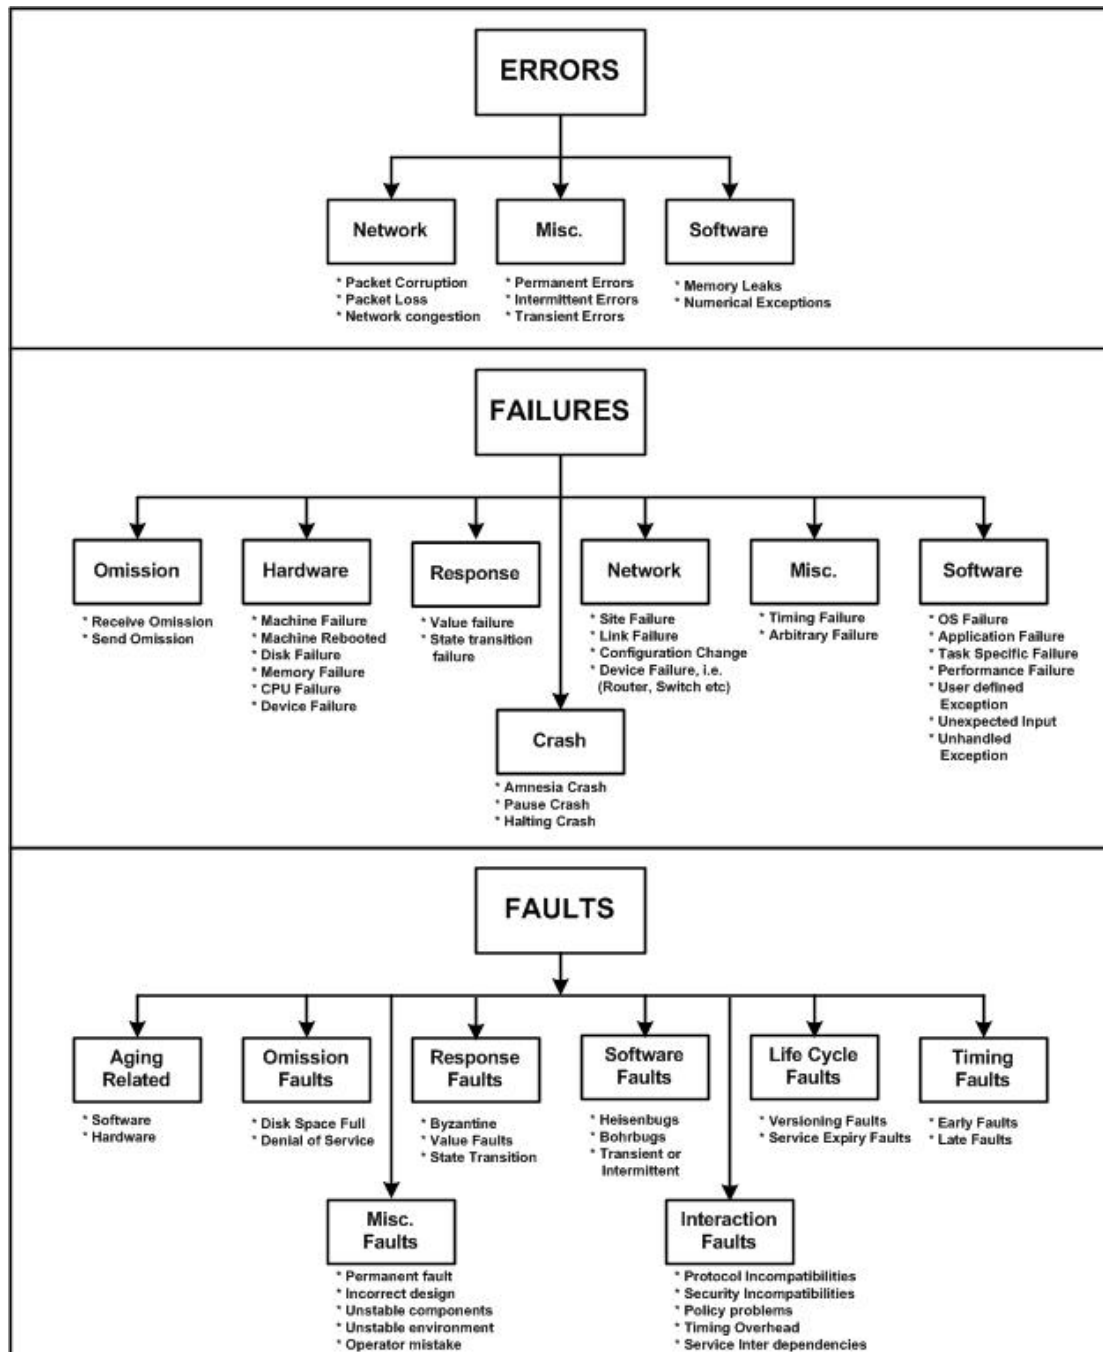 ERRORS
Network
* Packet Corruption
* Packet Loss
* Network congestion
Misc.
* Permanent Errors
* Intermittent Errors
* Transient Errors
Software
* Memory Leaks
* Numerical Exceptions
FAILURES
Omission
* Receive Omission
* Send Omission
Hardware
* Machine Failure
* Machine Rebooted
* Disk Failure
* Memory Failure
* CPU Failure
* Device Failure
Response
* Value failure
* State transition
failure
Network
* Site Failure
* Link Failure
* Configuration Change
* Device Failure, i.e.
(Router, Switch etc)
Misc.
* Timing Failure
* Arbitrary Failure
Software
* OS Failure
* Application Failure
* Task Specific Failure
* Performance Failure
* User defined
Exception
* Unexpected Input
* Unhandled
Exception
Crash
* Amnesia Crash
* Pause Crash
* Halting Crash
FAULTS
Aging
Related
* Software
* Hardware
Omission
Faults
* Disk Space Full
* Denial of Service
Response
Faults
* Byzantine
* Value Faults
* State Transition
Software
Faults
* Heisenbugs
* Bohrbugs
* Transient or
Intermittent
Life Cycle
Faults
* Versioning Faults
* Service Expiry Faults
Timing
Faults
* Early Faults
* Late Faults
Misc.
Faults
* Permanent fault
* Incorrect design
* Unstable components
* Unstable environment
* Operator mistake
Interaction
Faults
* Protocol Incompatibilities
* Security Incompatibilities
* Policy problems
* Timing Overhead
* Service Inter dependencies